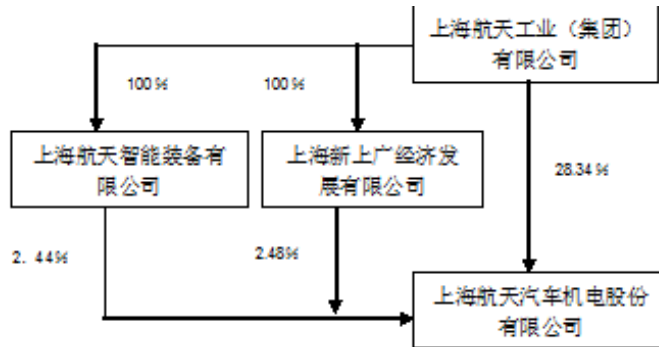 上海航天工业（集团）
有限公司
100%
100%
上海航天智能装备有
限公司
上海新上广经济发
展有限公司
28.34%
2. 44%
2.48%
上海航天汽车机电股份
有限公司